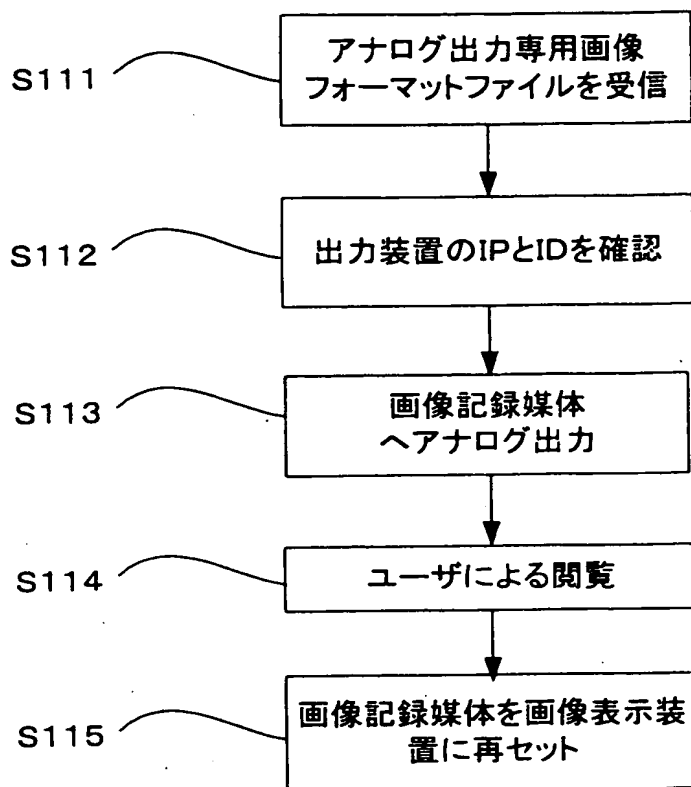 S111
アナログ出力専用画像
フォーマットファイルを受信
S112
出力装置のIPとIDを確認
S113
画像記録媒体
へアナログ出力
S114
ユーザによる閲覧
S115
画像記録媒体を画像表示装
置に再セット